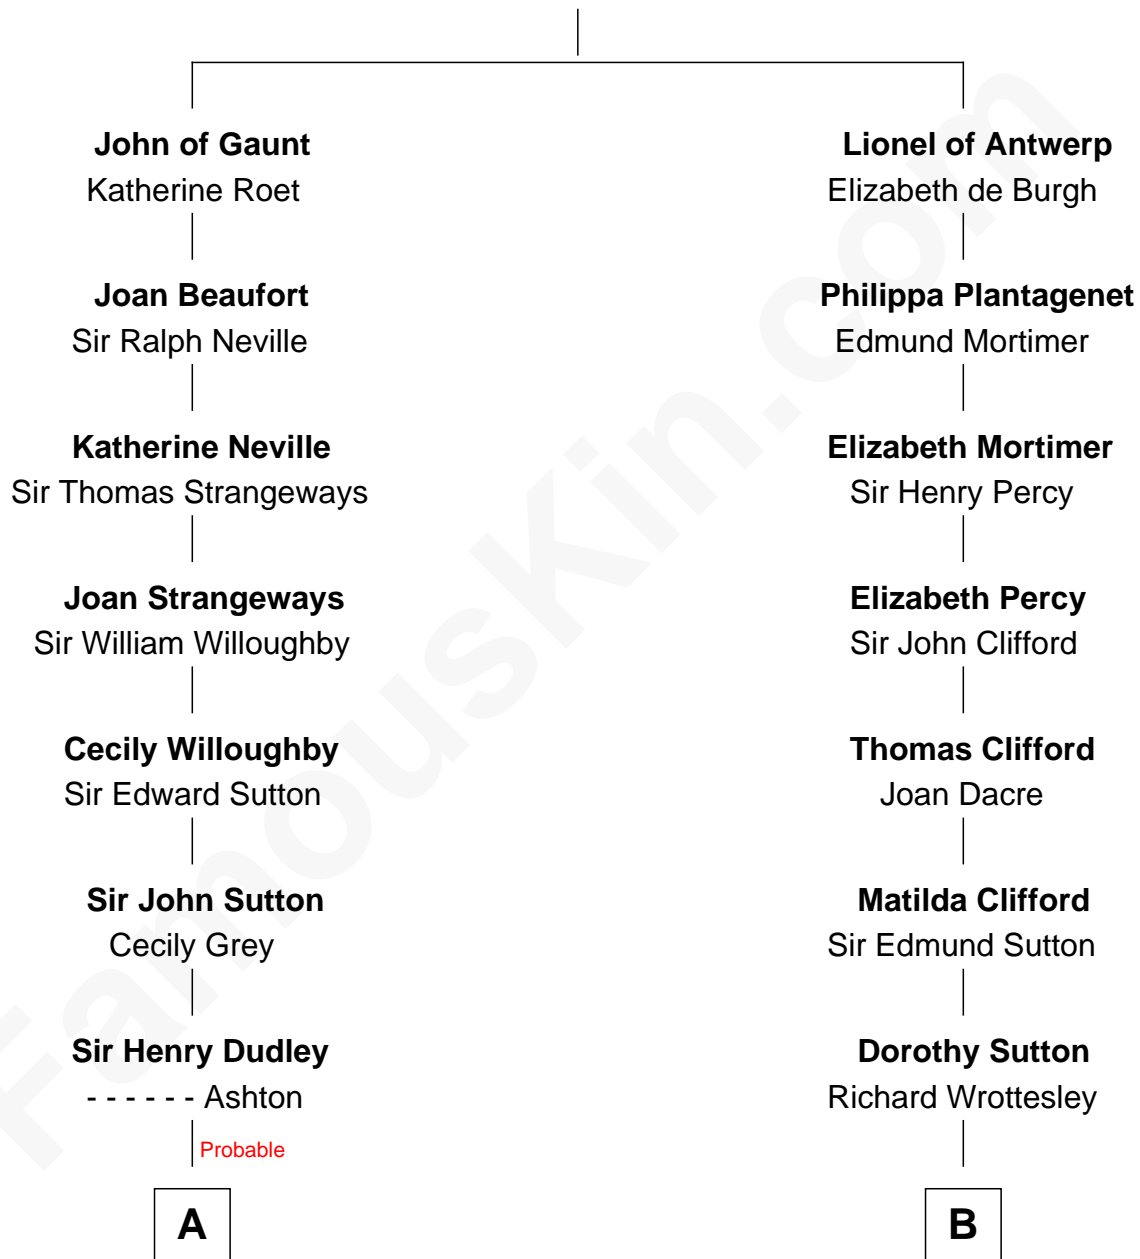 John of Gaunt
Katherine Roet
Joan Beaufort
Sir Ralph Neville
Katherine Neville
Sir Thomas Strangeways
Joan Strangeways
Sir William Willoughby
Cecily Willoughby
Sir Edward Sutton
Sir John Sutton
Cecily Grey
Sir Henry Dudley
- - - - - - Ashton
Probable
A
Lionel of Antwerp
Elizabeth de Burgh
Philippa Plantagenet
Edmund Mortimer
Elizabeth Mortimer
Sir Henry Percy
Elizabeth Percy
Sir John Clifford
Thomas Clifford
Joan Dacre
Matilda Clifford
Sir Edmund Sutton
Dorothy Sutton
Richard Wrottesley
B
FamousKin.com